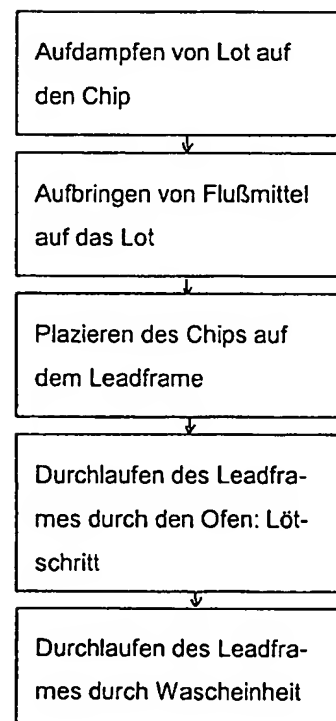 Aufdampfen von Lot auf
den Chip
Aufbringen von Flußmittel
auf das Lot
Plazieren des Chips auf
dem Leadframe
Durchlaufen des Leadfra-
mes durch den Ofen: Löt-
schritt
Durchlaufen des Leadfra-
mes durch Wascheinheit